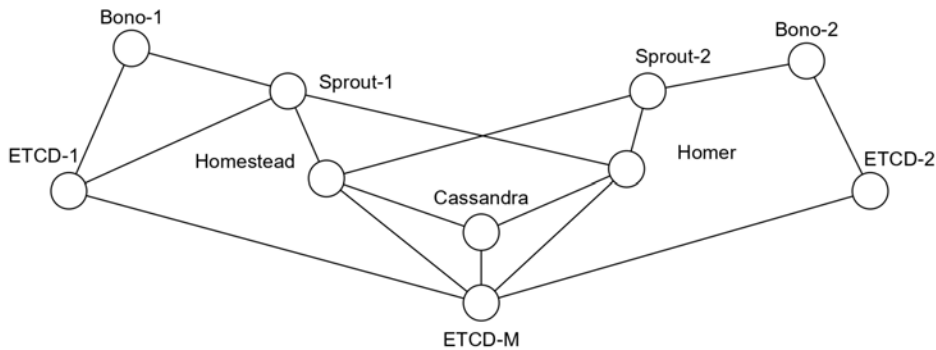 Bono-1
Bono-2
Sprout-1
Sprout-2
ETCD-1
Homestead
Homer
ETCD-2
Cassandra
ETCD-M